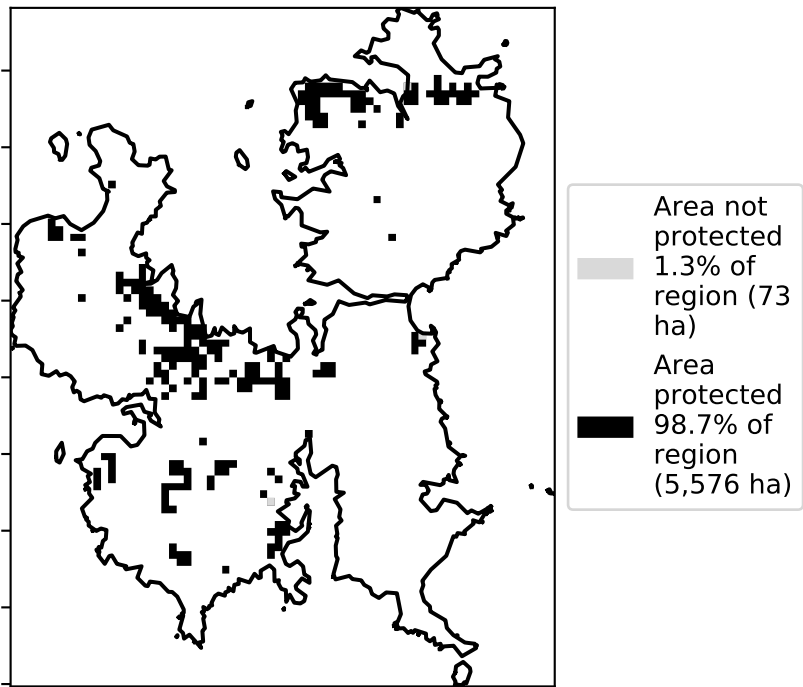 Area not
protected
1.3% of
region (73
ha)
Area
protected
98.7% of
region
(5,576 ha)